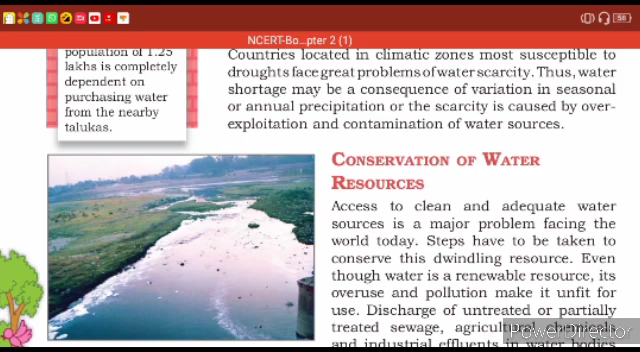 58
NCERT-Bo...pter 2 (1)
population of 1.25
lakhs is completely
dependent on
purchasing water
from the nearby
talukas.
Countries located in climatic zones most susceptible to
droughts face great problems of water scarcity. Thus, water
shortage may be a consequence of variation in seasonal
or annual precipitation or the scarcity is caused by over-
exploitation and contamination of water sources.
CONSERVATION OF WATER
RESOURCES
Access to clean and adequate water
sources is a major problem facing the
world today. Steps have to be taken to
conserve this dwindling resource. Even
though water is a renewable resource, its
overuse and pollution make it unfit for
use. Discharge of untreated or partially
treated sewage, agricultural chemicals
and industrial effluents in water bodies
PowerDirector